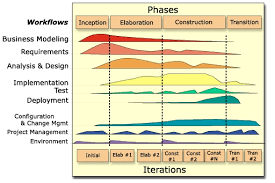 Phases
Workflows
Inception
Elaboration
Construction
Transition
Business Modeling
Requirements
Analysis & Design
Implementation
Test
Deployment
Configuration
& Change Mgmt
Project Management
Environment
Initial
Elab #1
Elab #2
Const
#1
Const
#2
Const
#N
Tran
#1
Tran
#2
Iterations